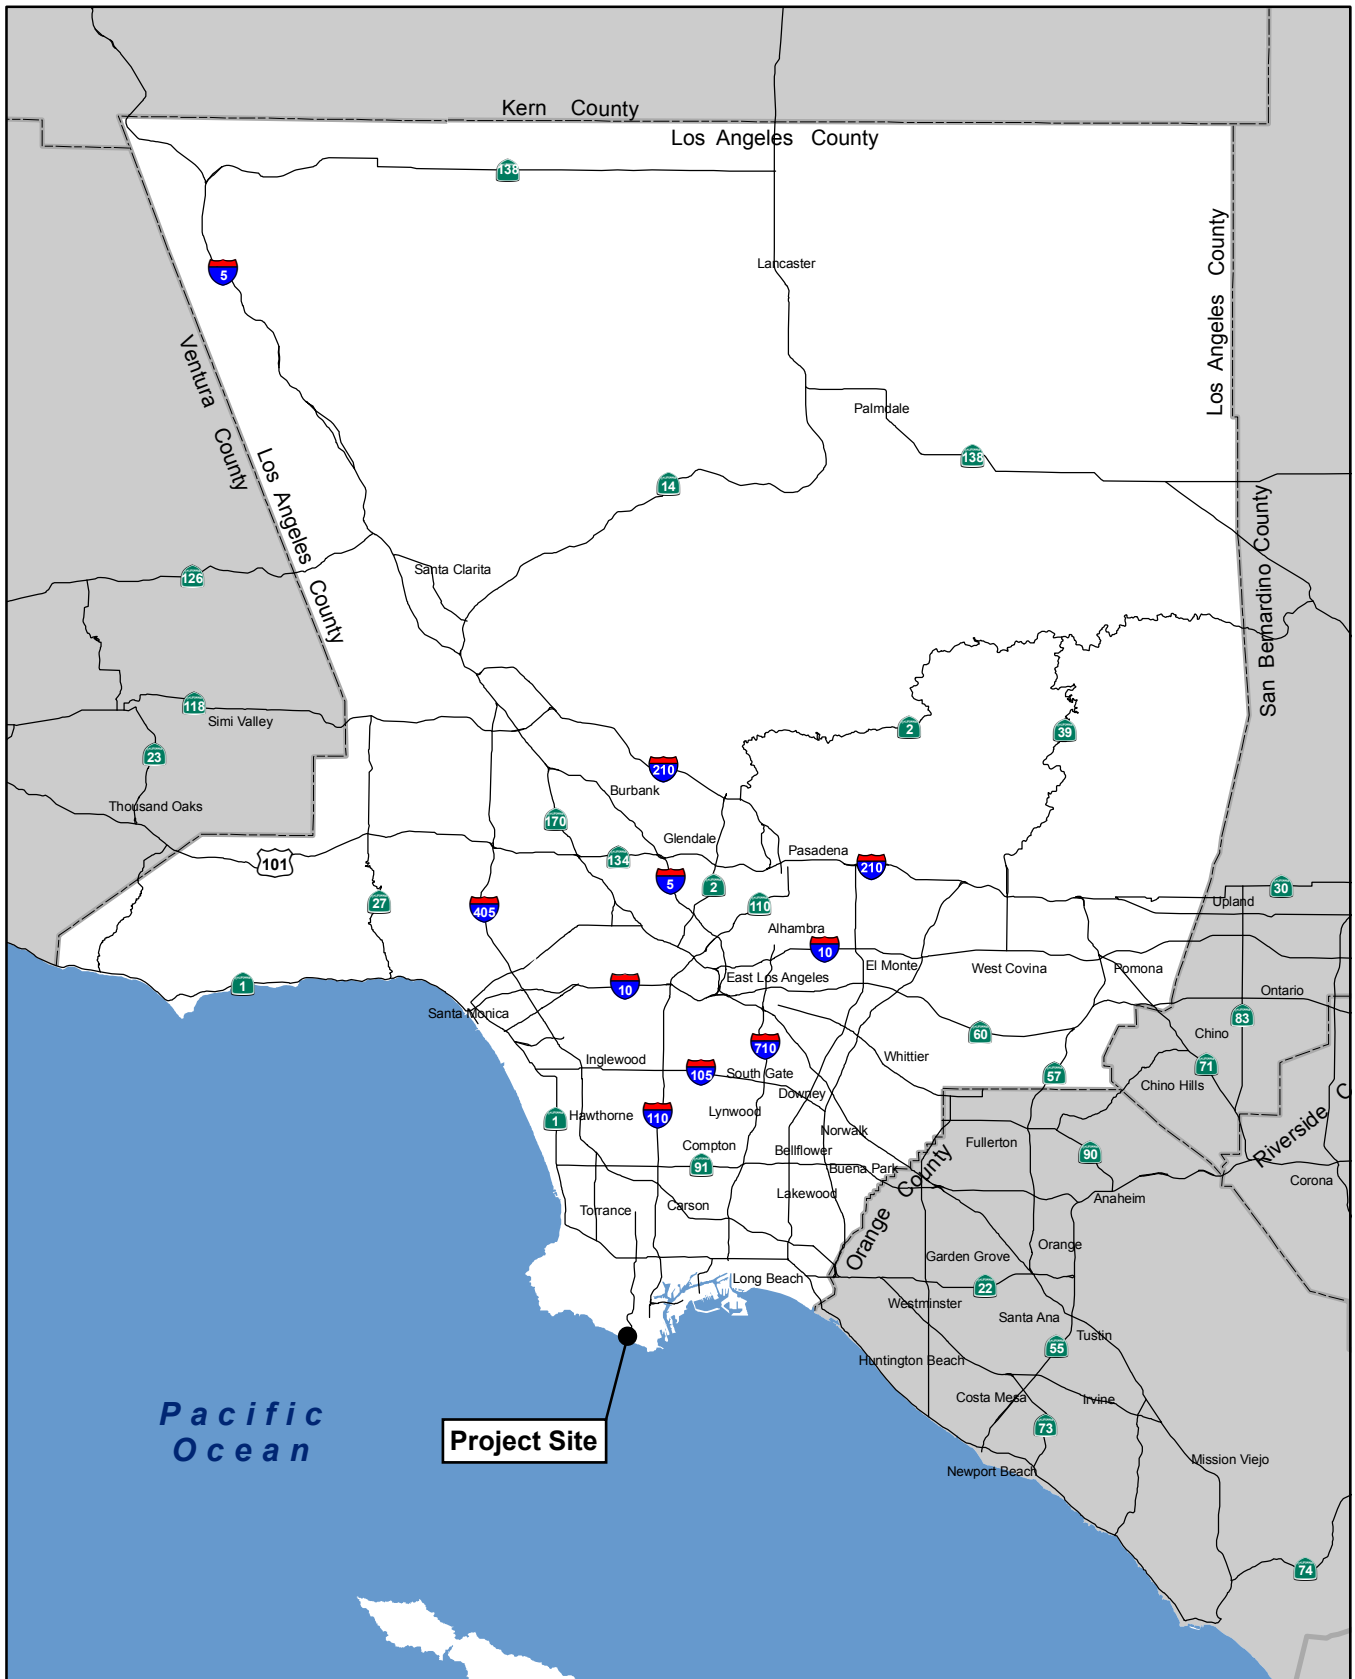 Kern County
Los Angeles County
138
Los Angeles County
5
Lancaster
Ventura County
Palmdale
Los Angeles County
138
14
San Bernardino County
Santa Clarita
126
118
Simi Valley
2
39
23
210
Burbank
Thousand Oaks
170
Glendale
134
Pasadena
101
210
5
2
30
27
405
110
Upland
Alhambra
10
El Monte
West Covina
Pomona
East Los Angeles
1
10
Ontario
Santa Monica
83
60
Chino
710
Inglewood
Whittier
71
South Gate
105
57
Chino Hills
Downey
1
Hawthorne
110
Lynwood
Norwalk
Riverside C
Compton
Fullerton
Bellflower
90
91
Buena Park
Corona
Lakewood
Anaheim
Orange County
Torrance
Carson
Orange
Garden Grove
Long Beach
22
Westminster
Santa Ana
Tustin
55
Huntington Beach
Costa Mesa
Irvine
Pacific
Ocean
73
Project Site
Mission Viejo
Newport Beach
74